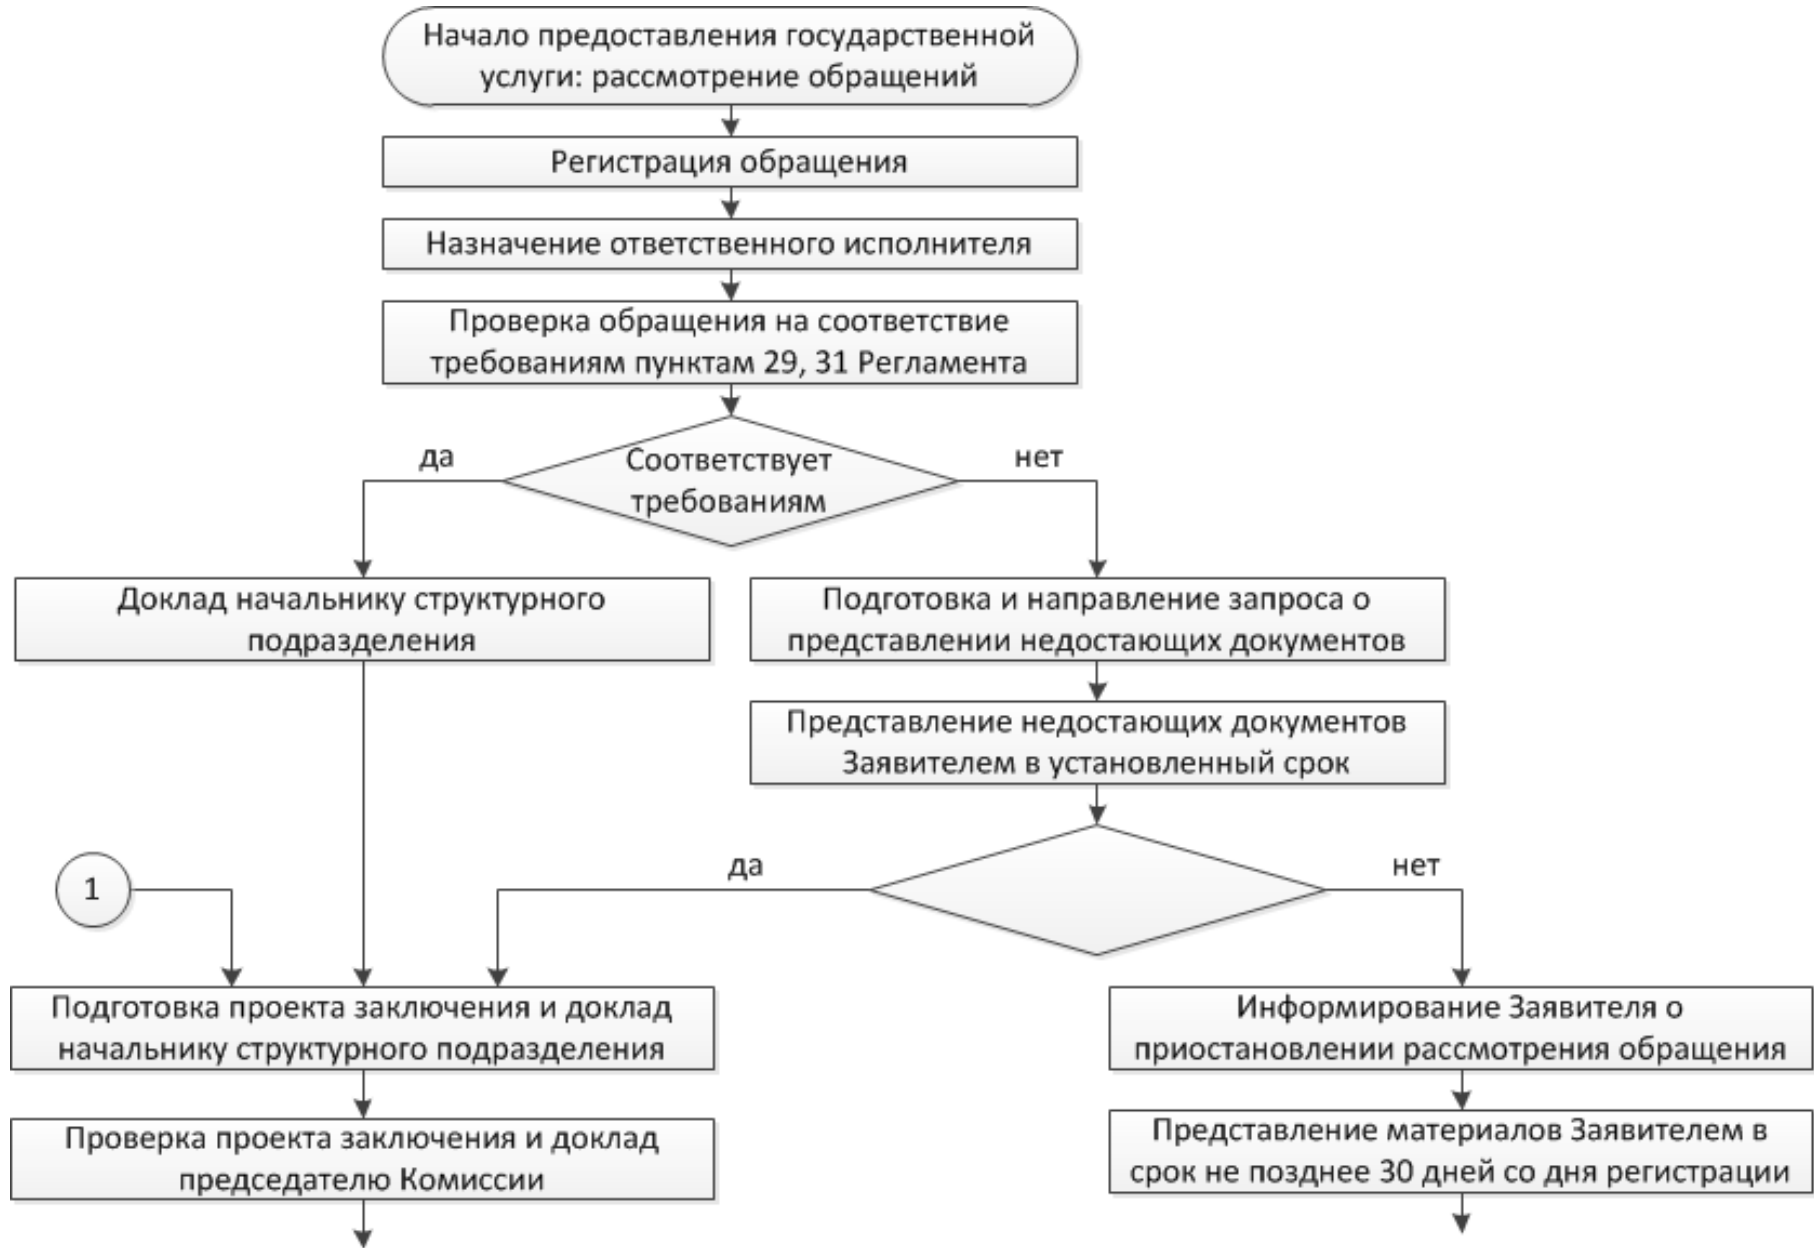 Начало предоставления государственной
услуги: рассмотрение обращений
Регистрация обращения
Назначение ответственного исполнителя
Проверка обращения на соответствие
требованиям пунктам 29, 31 Регламента
да
Соответствует
требованиям
нет
Доклад начальнику структурного
подразделения
Подготовка и направление запроса о
представлении недостающих документов
Представление недостающих документов
Заявителем в установленный срок
1
да
нет
Подготовка проекта заключения и доклад
начальнику структурного подразделения
Информирование Заявителя о
приостановлении рассмотрения обращения
Проверка проекта заключения и доклад
председателю Комиссии
Представление материалов Заявителем в
срок не позднее 30 дней со дня регистрации